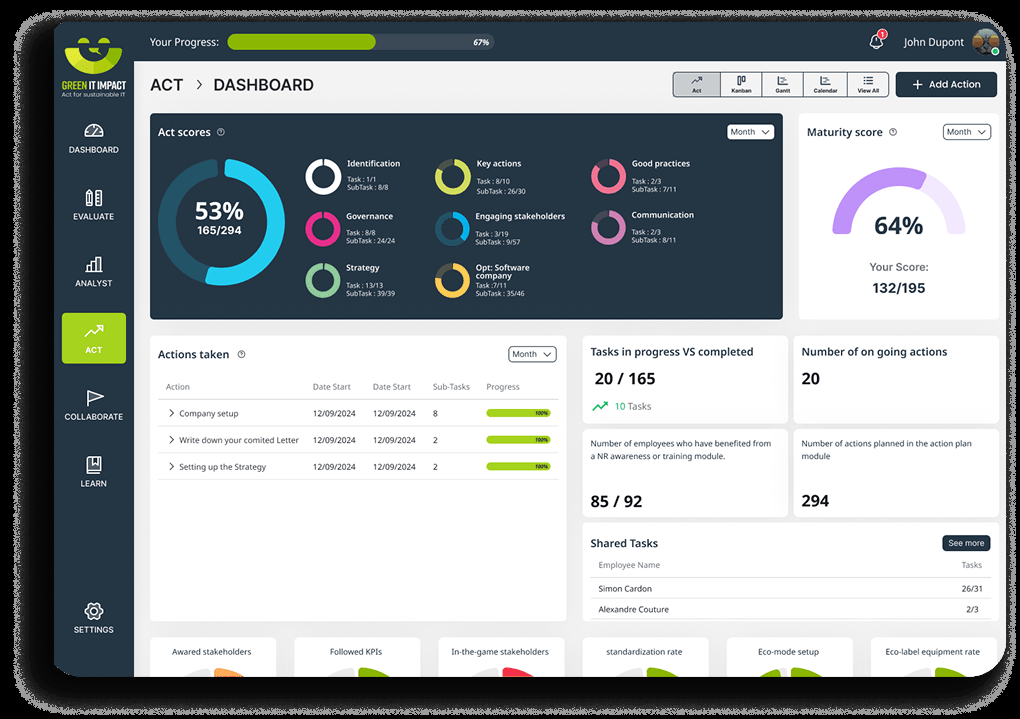 Your Progress:
67%
1
John Dupont
GREEN IT IMPACT
Act for sustainable IT
DASHBOARD
EVALUATE
ANALYST
ACT
COLLABORATE
LEARN
SETTINGS
ACT > DASHBOARD
Act
Kanban
Gantt
Calendar
View All
+ Add Action
Act scores ?
Month
53%
165/294
Identification
Task : 1/1
SubTask : 8/8
Key actions
Task : 8/10
SubTask : 26/30
Good practices
Task : 2/3
SubTask : 7/11
Governance
Task : 8/8
SubTask : 24/24
Engaging stakeholders
Task : 3/19
SubTask : 9/57
Communication
Task : 2/3
SubTask : 8/11
Strategy
Task : 13/13
SubTask : 39/39
Opt: Software
company
Task :7/11
SubTask : 35/46
Maturity score ?
Month
64%
Your Score:
132/195
Actions taken ?
Month
Action Date Start Date Start Sub-Tasks Progress
> Company setup 12/09/2024 12/09/2024 8 100%
> Write down your comited Letter 12/09/2024 12/09/2024 2 100%
> Setting up the Strategy 12/09/2024 12/09/2024 2 100%
Tasks in progress VS completed
20 / 165
10 Tasks
Number of on going actions
20
Number of employees who have benefited from
a NR awareness or training module.
85 / 92
Number of actions planned in the action plan
module
294
Shared Tasks
See more
Employee Name Tasks
Simon Cardon 26/31
Alexandre Couture 2/3
Awared stakeholders
Followed KPIs
In-the-game stakeholders
standardization rate
Eco-mode setup
Eco-label equipment rate